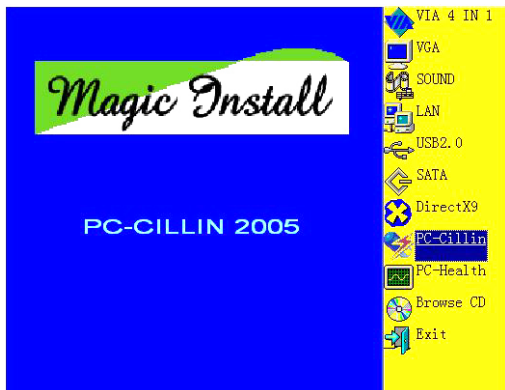 Magic Install
PC-CILLIN 2005
VIA 4 IN 1
VGA
SOUND
LAN
USB2.0
SATA
DirectX9
PC-Cillin
PC-Health
Browse CD
Exit